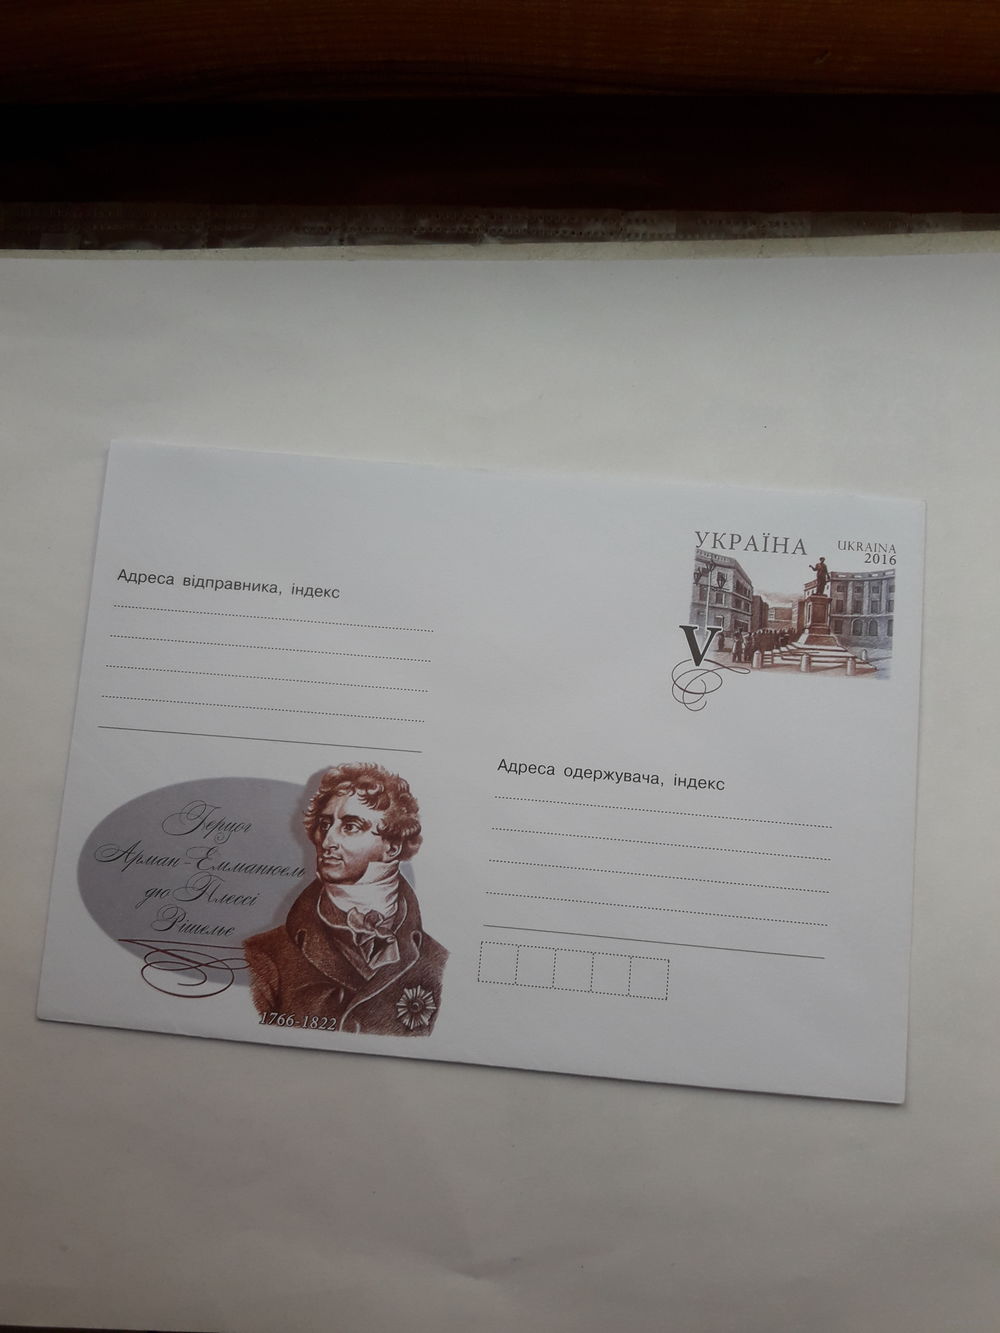 УКРАЇНА
UKRAINA
2016
V
Адреса відправника, індекс
Адреса одержувача, індекс
Герцог
Арман-Еммануель
дю Плессі
Рішельє
1766-1822